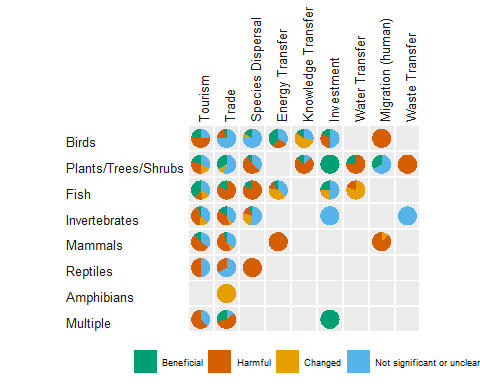 Tourism
Trade
Species Dispersal
Energy Transfer
Knowledge Transfer
Investment
Water Transfer
Migration (human)
Waste Transfer
Birds
Plants/Trees/Shrubs
Fish
Invertebrates
Mammals
Reptiles
Amphibians
Multiple
Beneficial Harmful Changed Not significant or unclear